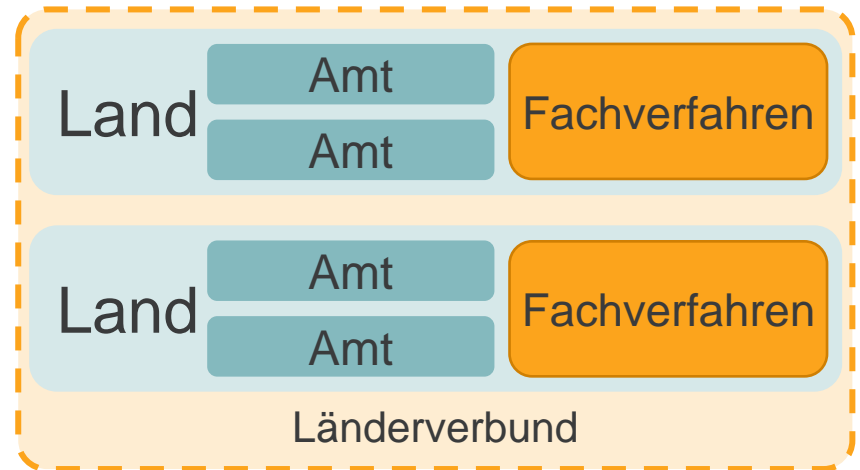 Land
Amt
Amt
Fachverfahren
Land
Amt
Amt
Fachverfahren
Länderverbund